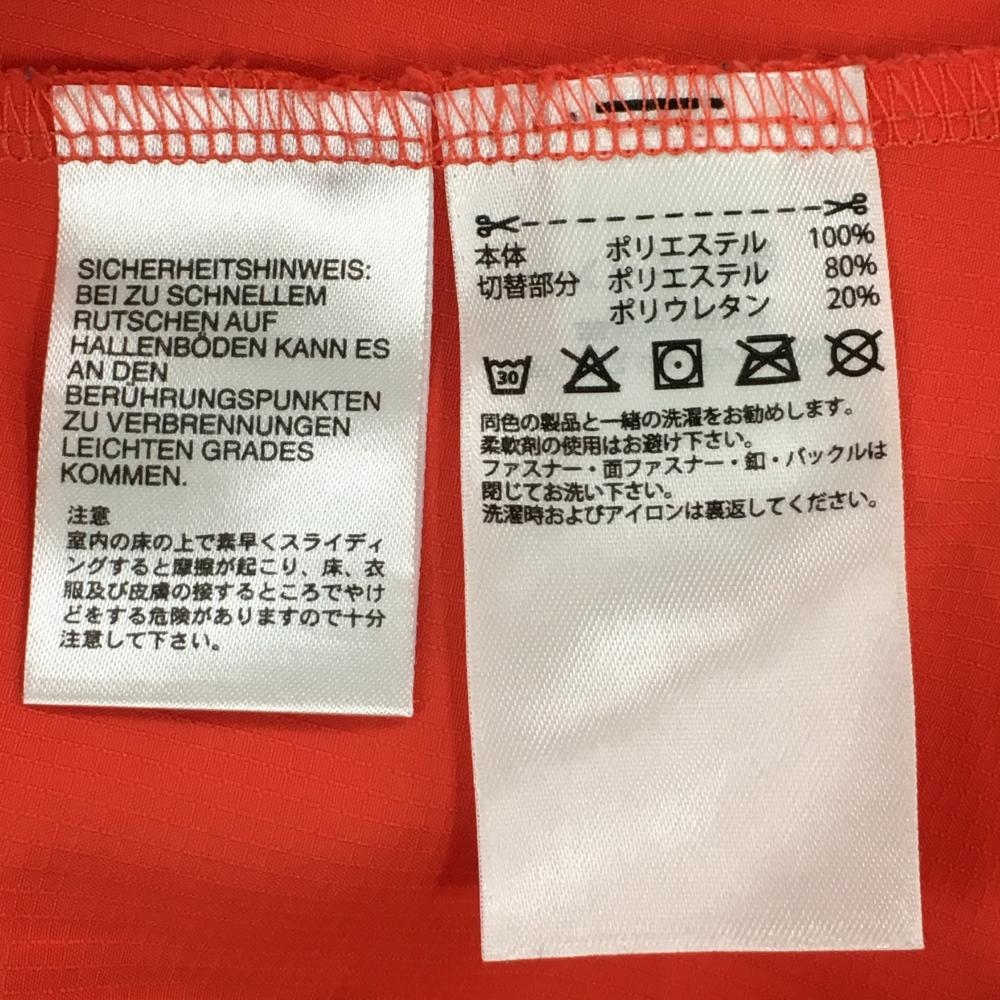 SICHERHEITSHINWEIS:
BEI ZU SCHNELLEM
RUTSCHEN AUF
HALLENBÖDEN KANN ES
AN DEN
BERÜHRUNGSPUNKTEN
ZU VERBRENNUNGEN
LEICHTEN GRADES
KOMMEN.
注意
室内の床の上で素早くスライディ
ングすると摩擦が起こり、床、衣
服及び皮膚の接するところでやけ
どをする危険がありますので十分
注意して下さい。
本体 ポリエステル 100%
切替部分 ポリエステル 80%
ポリウレタン 20%
30
同色の製品と一緒の洗濯をお勧めします。
柔軟剤の使用はお避け下さい。
ファスナー・面ファスナー・釦・バックルは
閉じてお洗い下さい。
洗濯時およびアイロンは裏返してください。